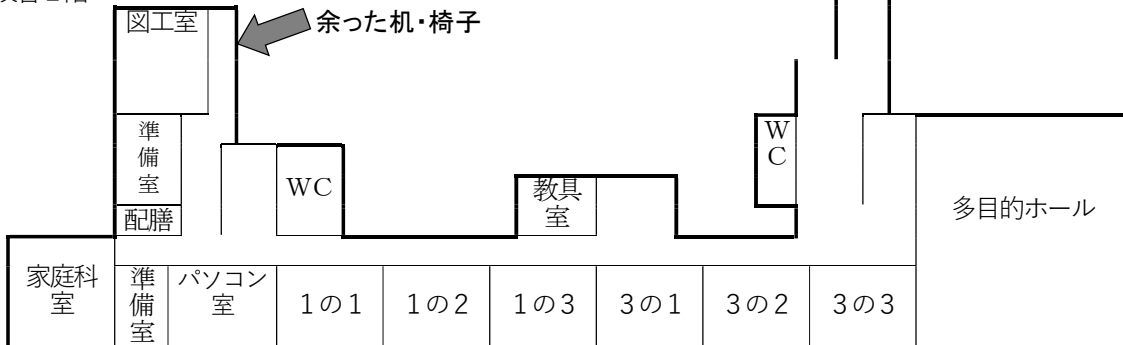 図工室
余った机・椅子
準備室
WC
WC
教具室
配膳
多目的ホール
家庭科室
準備室
パソコン室
1の1
1の2
1の3
3の1
3の2
3の3